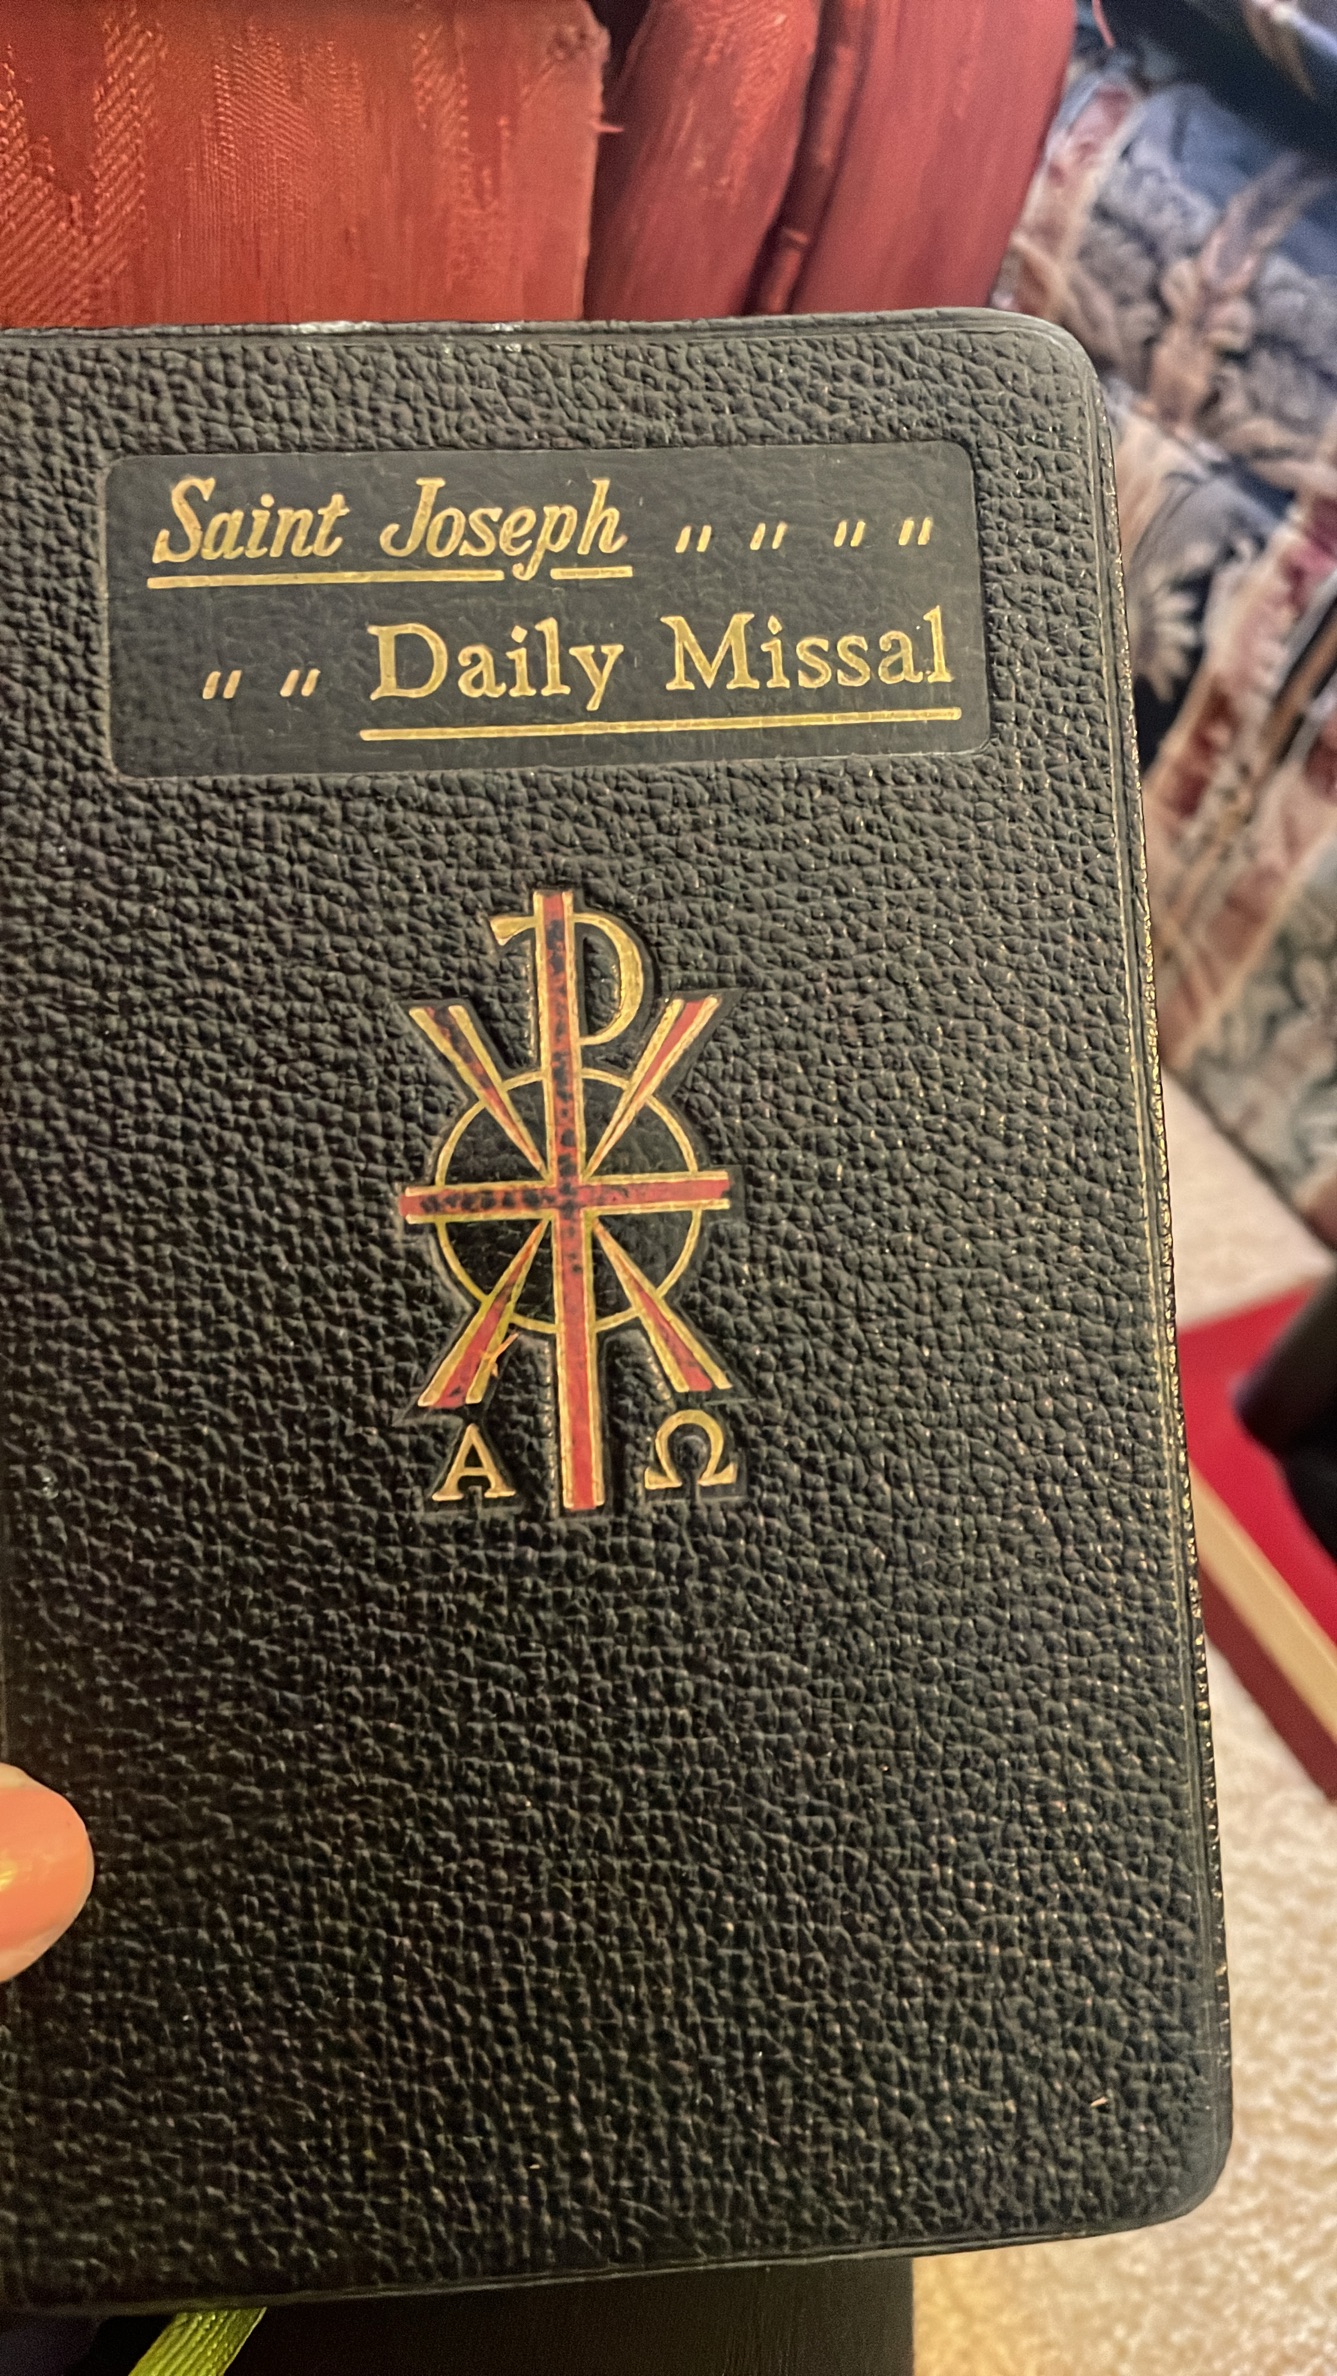 Saint Joseph " " " "
" " Daily Missal
P
A Ω